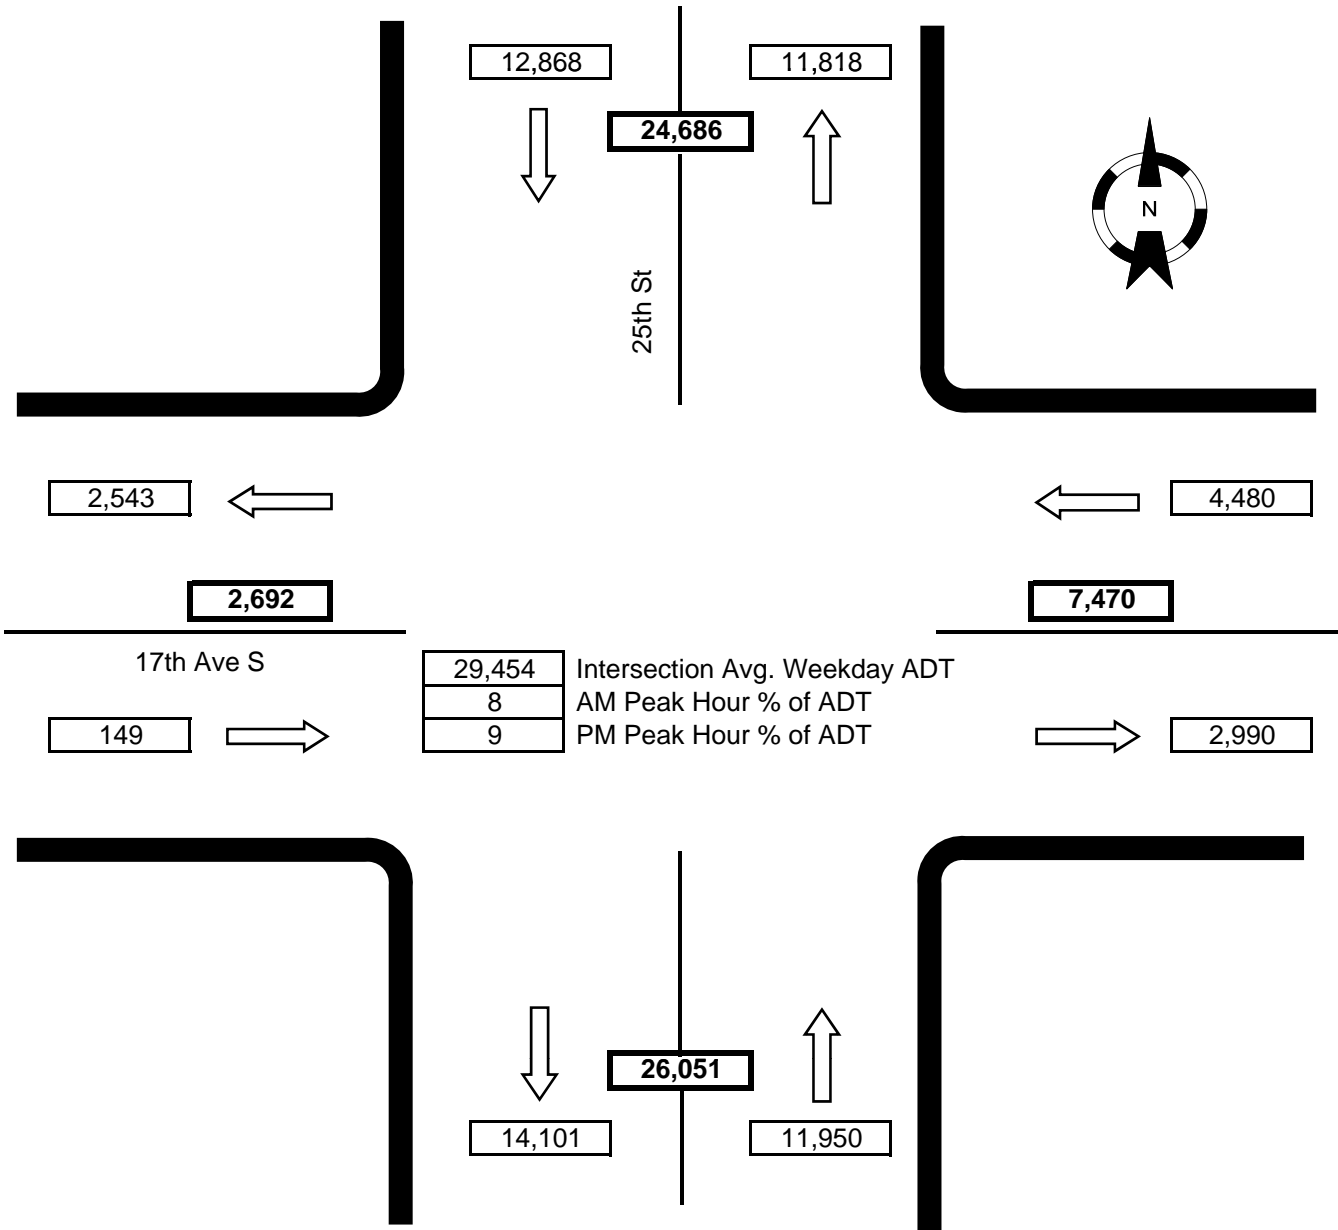 12,868
11,818
24,686
N
25th St
2,543
4,480
2,692
7,470
17th Ave S
29,454 Intersection Avg. Weekday ADT
8 AM Peak Hour % of ADT
9 PM Peak Hour % of ADT
149
2,990
26,051
14,101
11,950